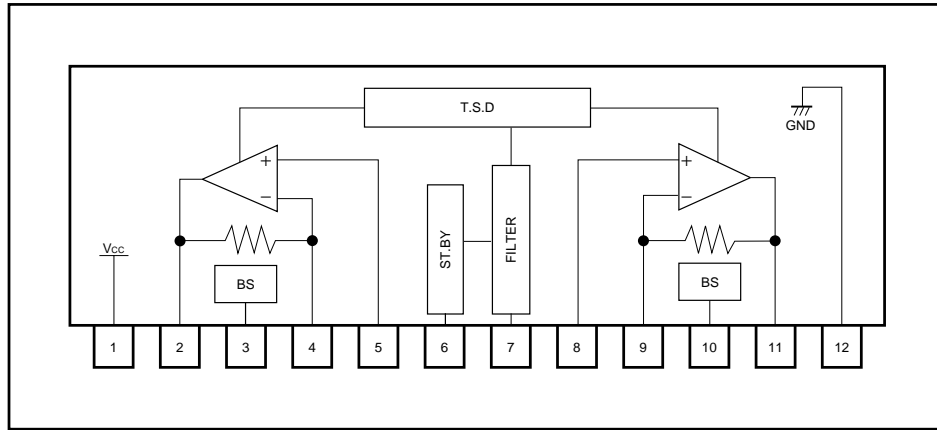 T.S.D
GND
+
−
+
−
ST.BY
FILTER
VCC
BS
BS
1 2 3 4 5 6 7 8 9 10 11 12